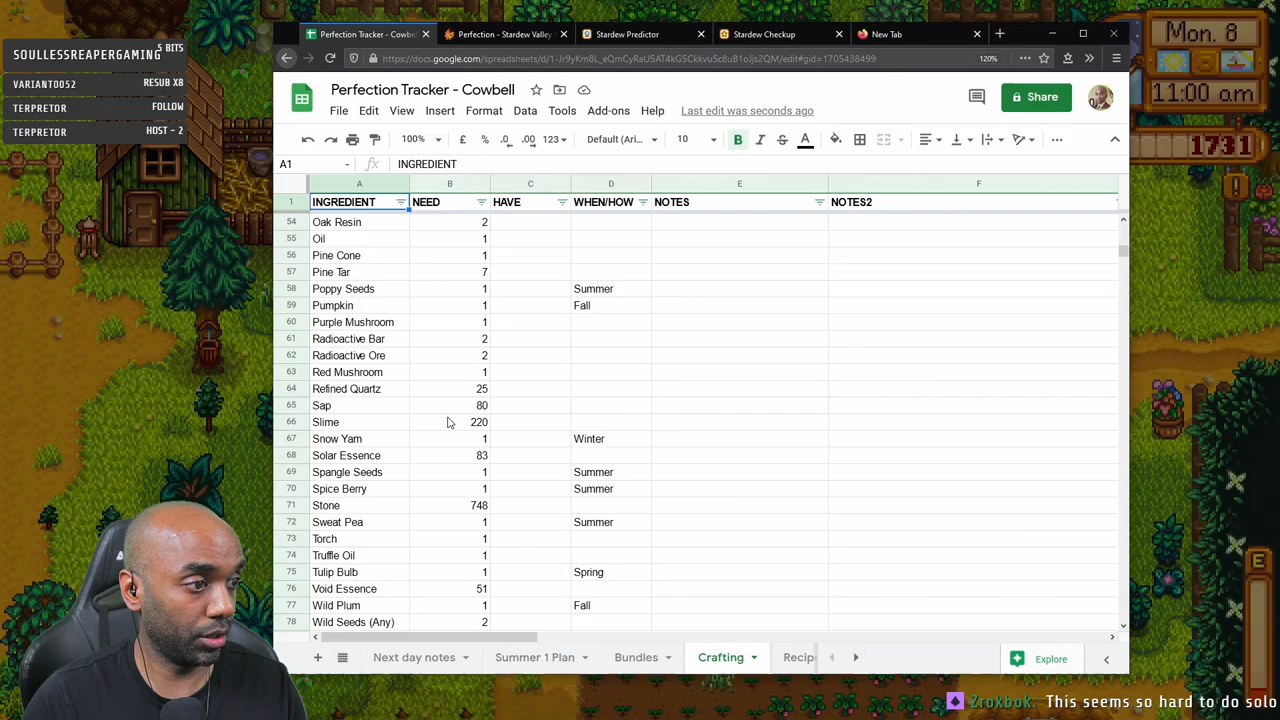 SOULLESSREAPERGAMING 5 BITS
VARIANT0052 RESUB X8
TERPRETOR FOLLOW
TERPRETOR HOST - 2
Perfection Tracker - Cowbel
Perfection - Stardew Valley
Stardew Predictor
Stardew Checkup
New Tab
120%
Perfection Tracker - Cowbell
File Edit View Insert Format Data Tools Add-ons Help Last edit was seconds ago
Share
100% £ % .0 .00 123 Default (Ari... 10 B I S A
A1 fx INGREDIENT
A B C D E F
1 INGREDIENT NEED HAVE WHEN/HOW NOTES NOTES2
54 Oak Resin 2
55 Oil 1
56 Pine Cone 1
57 Pine Tar 7
58 Poppy Seeds 1 Summer
59 Pumpkin 1 Fall
60 Purple Mushroom 1
61 Radioactive Bar 2
62 Radioactive Ore 2
63 Red Mushroom 1
64 Refined Quartz 25
65 Sap 80
66 Slime 220
67 Snow Yam 1 Winter
68 Solar Essence 83
69 Spangle Seeds 1 Summer
70 Spice Berry 1 Summer
71 Stone 748
72 Sweat Pea 1 Summer
73 Torch 1
74 Truffle Oil 1
75 Tulip Bulb 1 Spring
76 Void Essence 51
77 Wild Plum 1 Fall
78 Wild Seeds (Any) 2
Next day notes Summer 1 Plan Bundles Crafting Recip
Explore
Mon. 8
11:00 am
1731
E
Zrokbok: This seems so hard to do solo